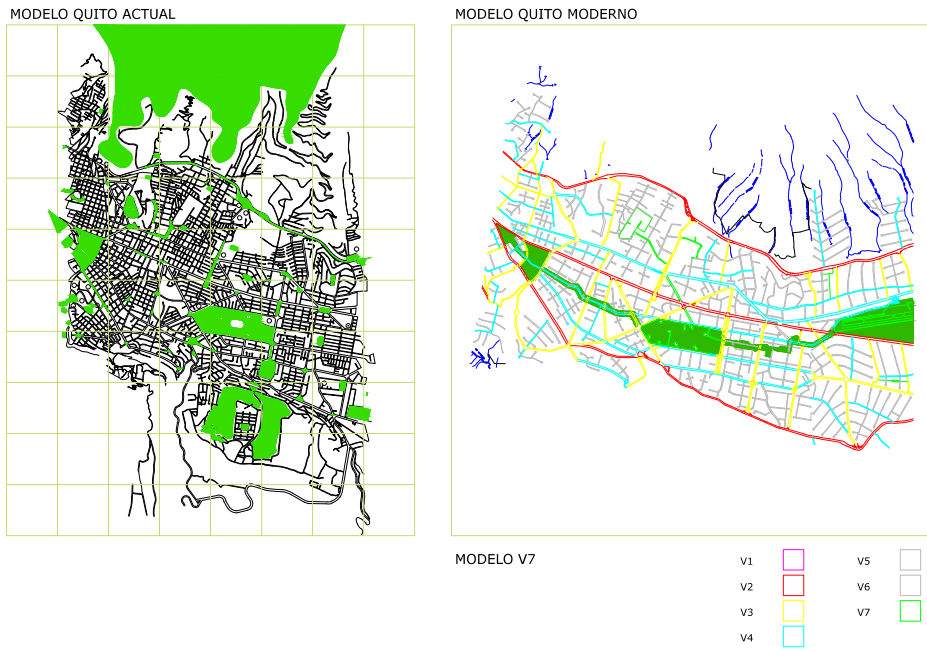 MODELO QUITO ACTUAL
MODELO QUITO MODERNO
MODELO V7
V1
V2
V3
V4
V5
V6
V7